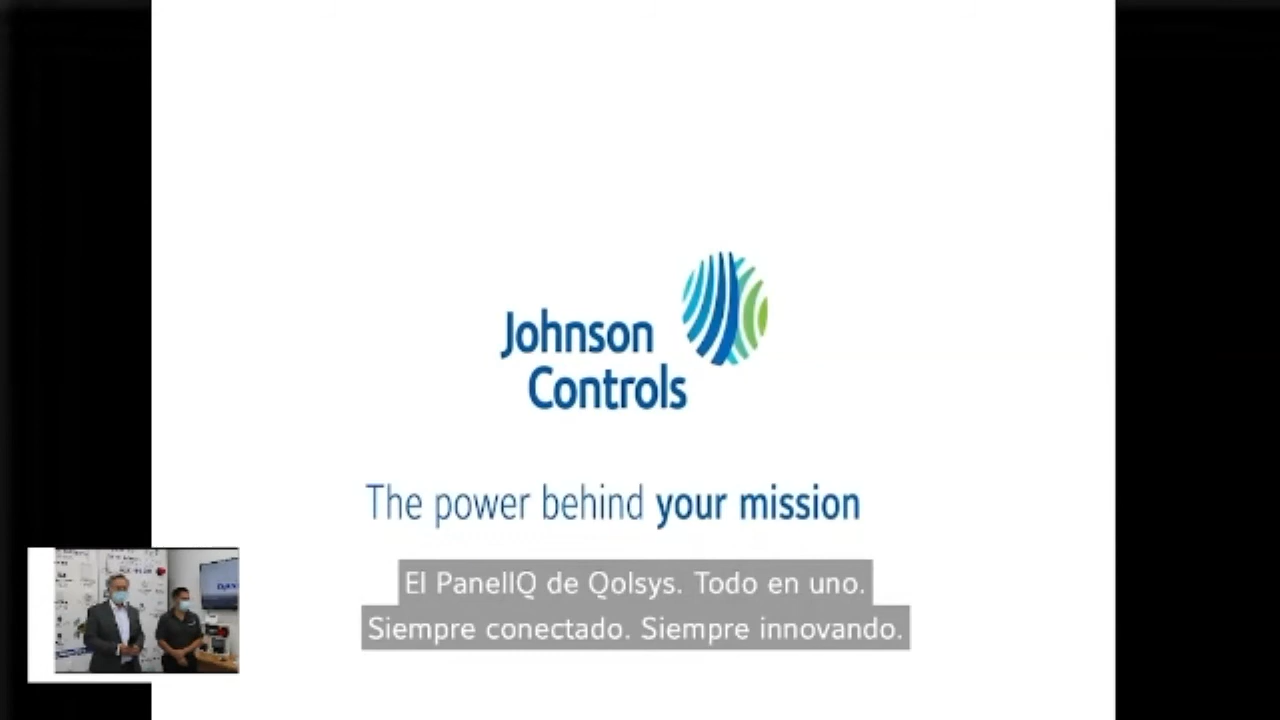 Johnson
Controls
The power behind your mission
El PanelIQ de Qolsys. Todo en uno.
Siempre conectado. Siempre innovando.